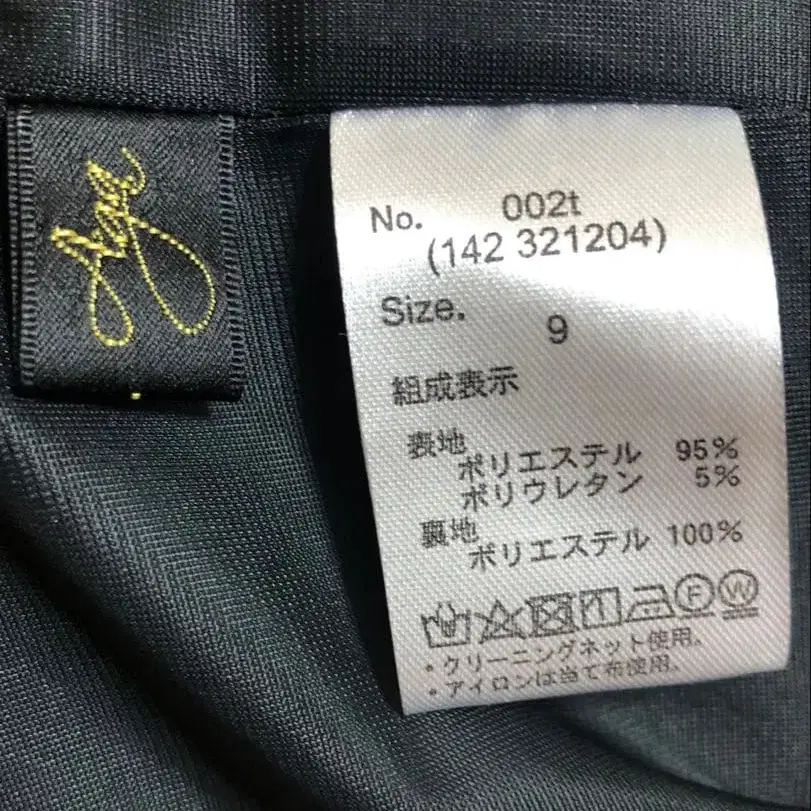 No. 002t
(142 321204)
Size. 9
組成表示
表地
ポリエステル 95%
ポリウレタン 5%
裏地
ポリエステル 100%
F W
・クリーニングネット使用。
・アイロンは当て布使用。